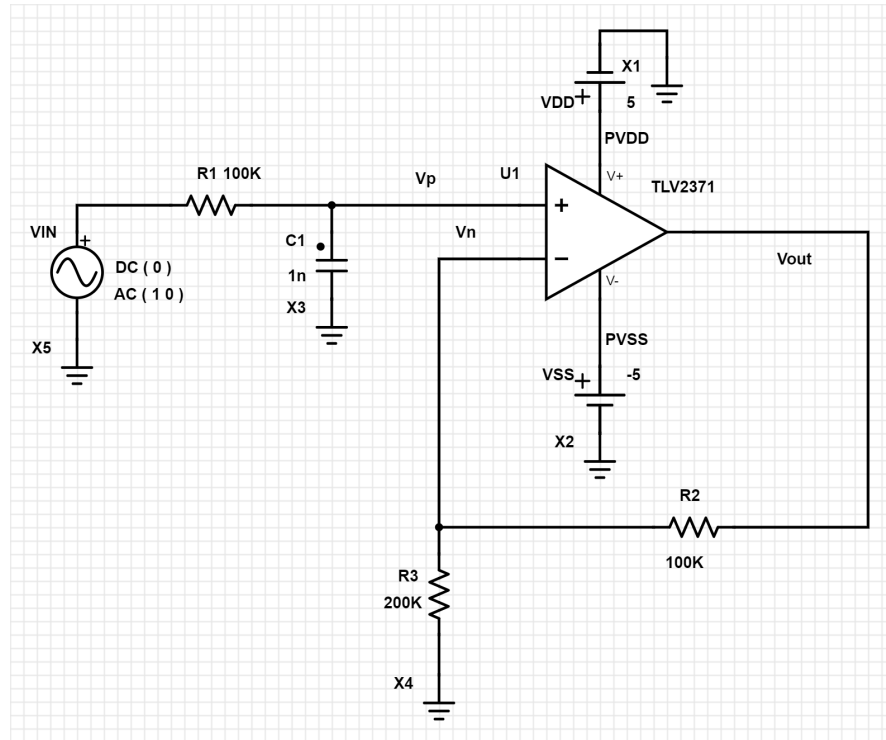 X1
VDD
+
5
PVDD
R1 100K
Vp
U1
V+
TLV2371
+
VIN
+
C1
Vn
−
Vout
DC ( 0 )
1n
V-
AC ( 1 0 )
X3
PVSS
X5
VSS
+
-5
X2
R2
100K
R3
200K
X4